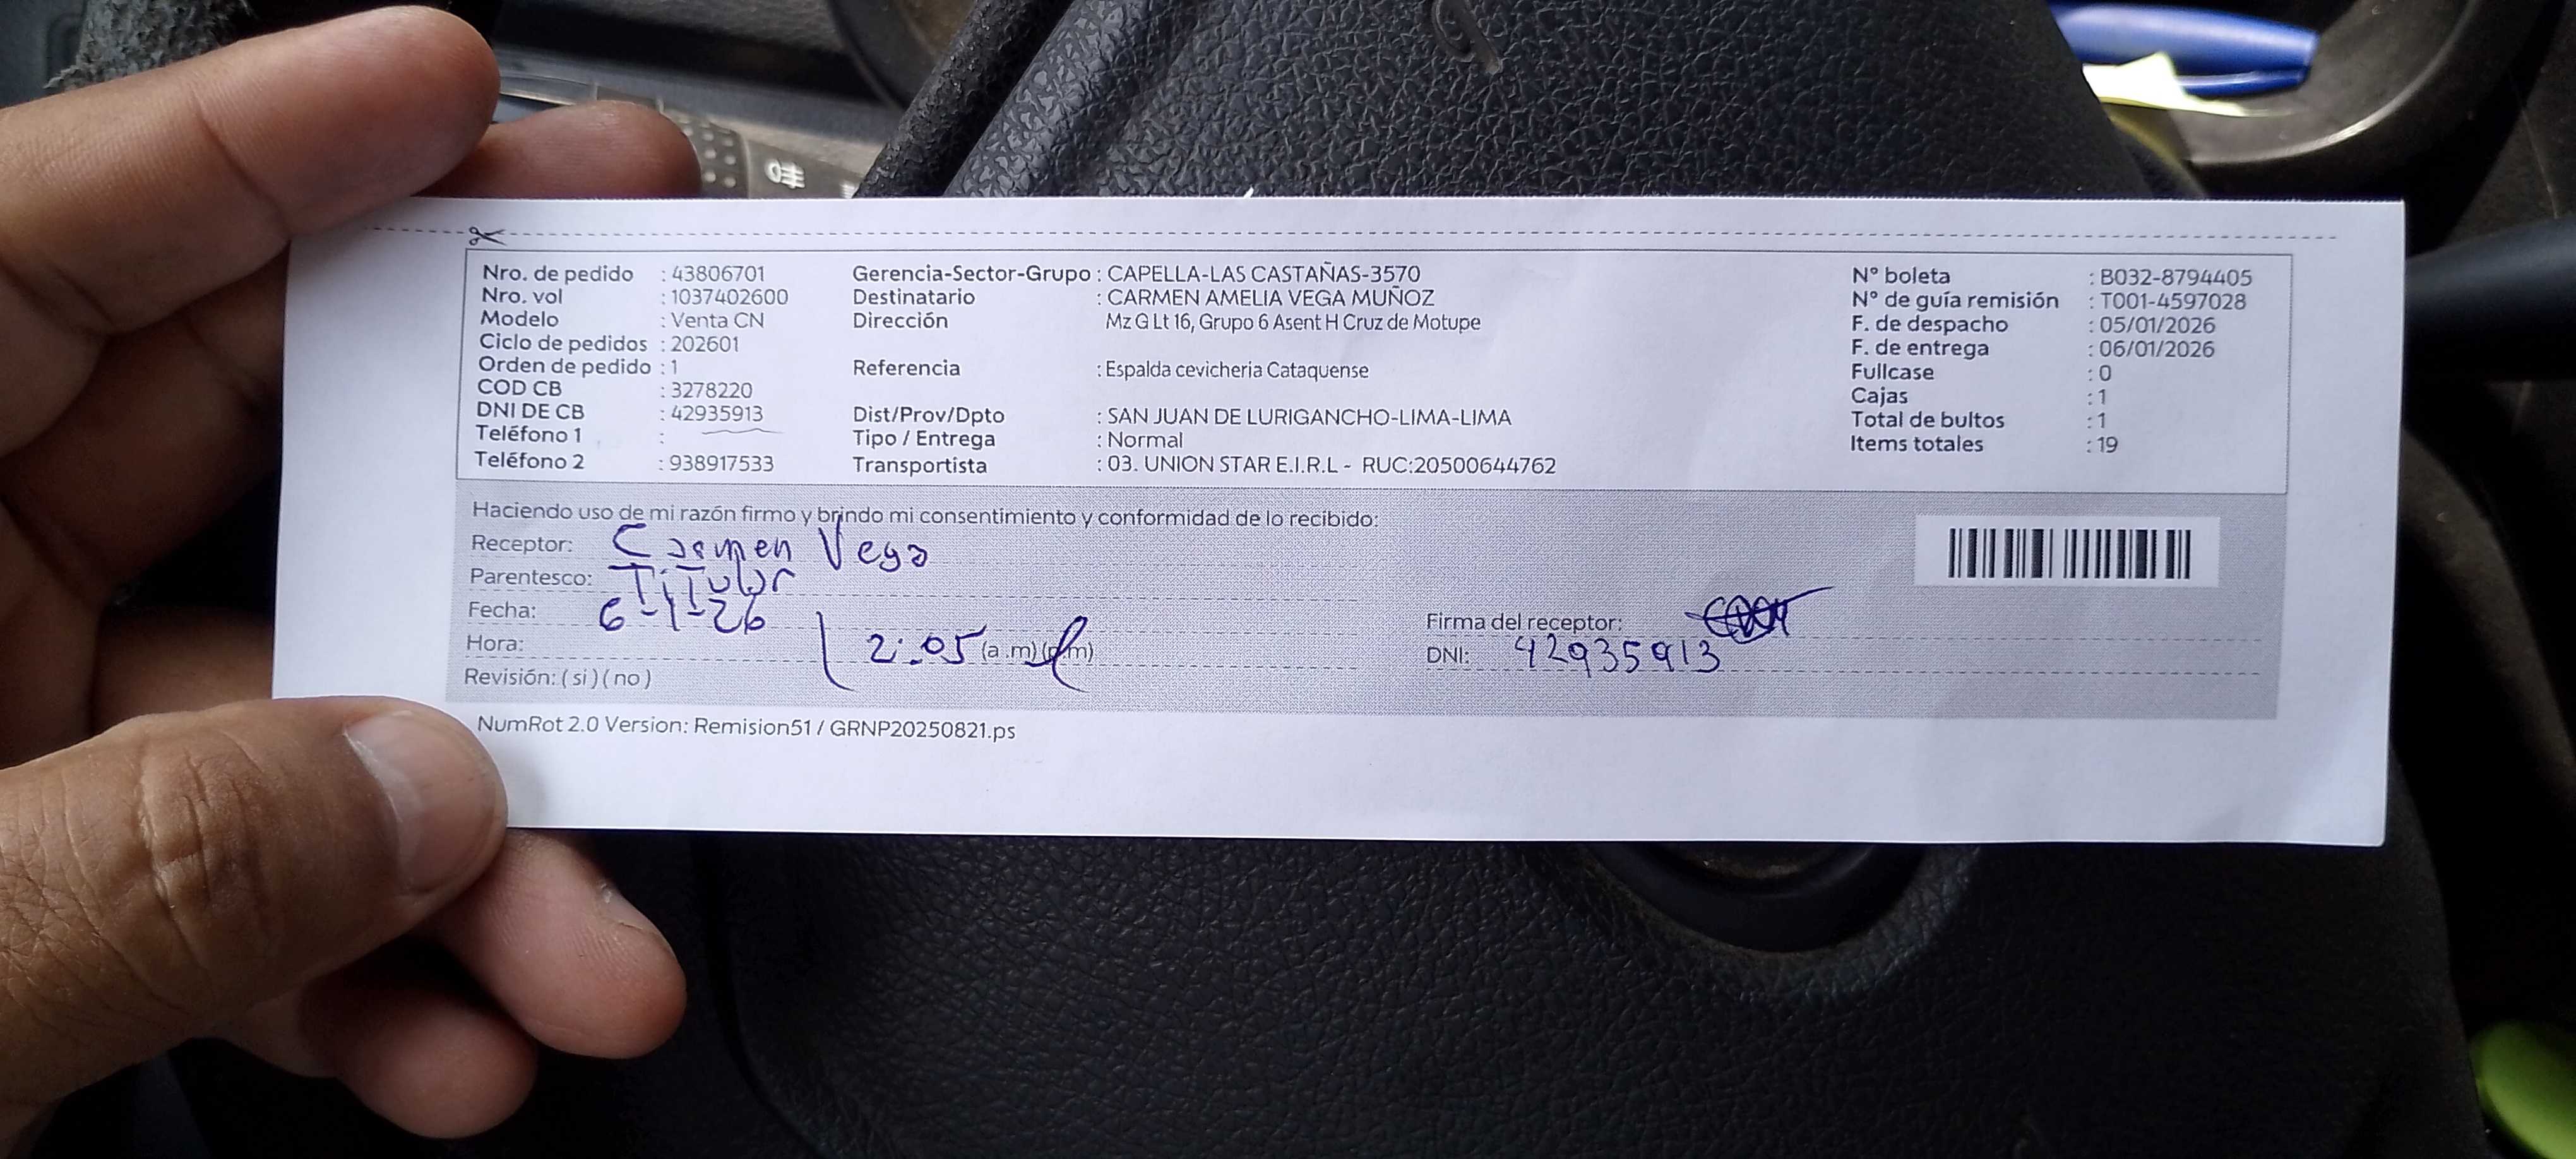 Nro. de pedido : 43806701
Nro. vol : 1037402600
Modelo : Venta CN
Ciclo de pedidos : 202601
Orden de pedido : 1
COD CB : 3278220
DNI DE CB : 42935913
Teléfono 1 :
Teléfono 2 : 938917533
Gerencia-Sector-Grupo : CAPELLA-LAS CASTAÑAS-3570
Destinatario : CARMEN AMELIA VEGA MUÑOZ
Dirección Mz G Lt 16, Grupo 6 Asent H Cruz de Motupe
Referencia : Espalda cevicheria Cataquense
Dist/Prov/Dpto : SAN JUAN DE LURIGANCHO-LIMA-LIMA
Tipo / Entrega : Normal
Transportista : 03. UNION STAR E.I.R.L - RUC:20500644762
N° boleta : B032-8794405
N° de guía remisión : T001-4597028
F. de despacho : 05/01/2026
F. de entrega : 06/01/2026
Fullcase : 0
Cajas : 1
Total de bultos : 1
Items totales : 19
Haciendo uso de mi razón firmo y brindo mi consentimiento y conformidad de lo recibido:
Receptor: Carmen Vega
Parentesco: Titular
Fecha: 6-1-26
Hora: 2:05 (a.m) (p.m)
Revisión: ( si ) ( no )
Firma del receptor:
DNI: 42935913
NumRot 2.0 Version: Remision51 / GRNP20250821.ps